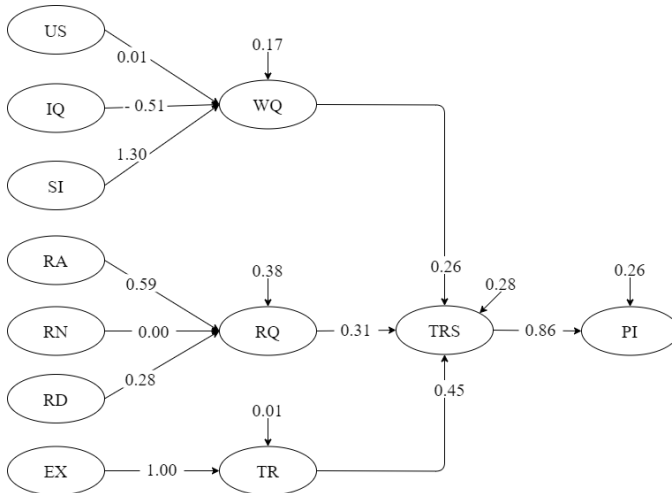 US
0.01
0.17
IQ
- 0.51
WQ
1.30
SI
RA
0.59
0.38
0.26
0.28
0.26
RN
0.00
RQ
0.31
TRS
0.86
PI
0.28
RD
0.01
0.45
EX
1.00
TR